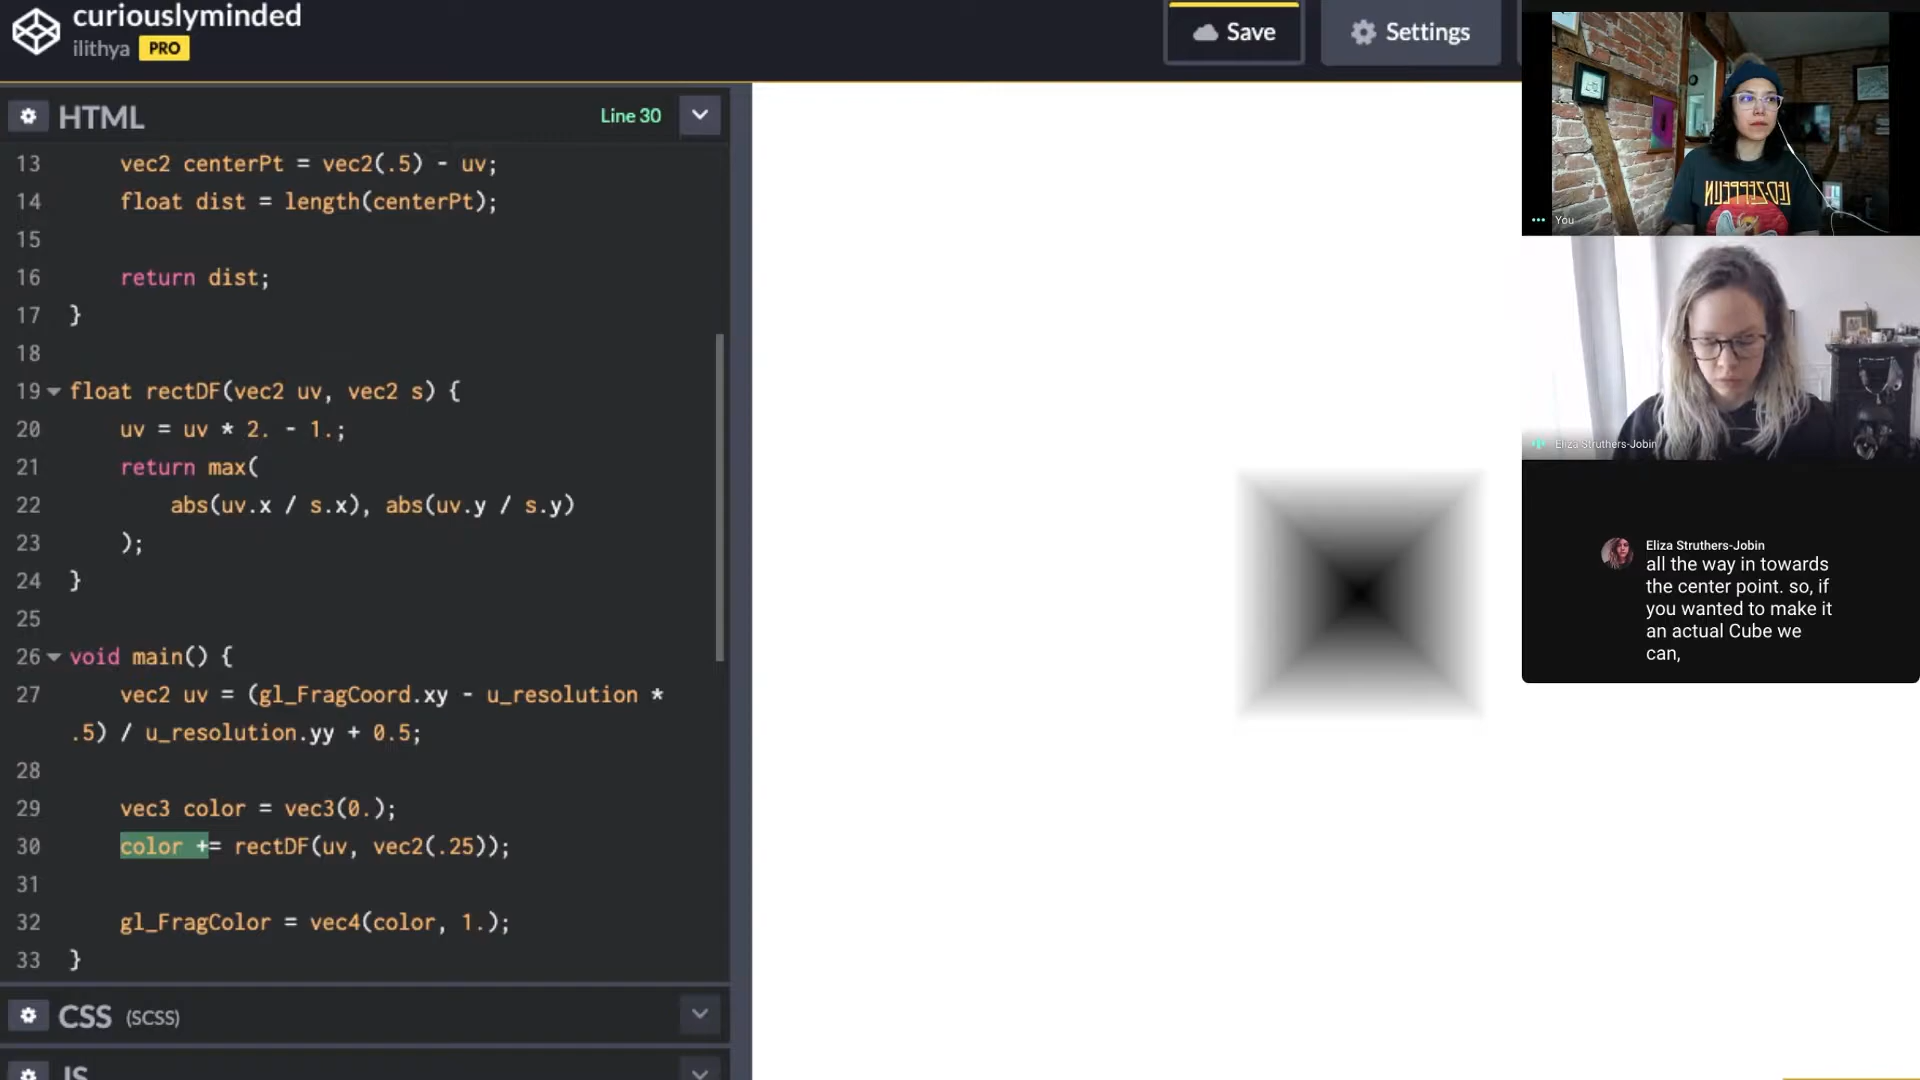 curiouslyminded
ilithya PRO
Save
Settings
HTML
Line 30
13 vec2 centerPt = vec2(.5) - uv;
14 float dist = length(centerPt);
15
16 return dist;
17 }
18
19 float rectDF(vec2 uv, vec2 s) {
20 uv = uv * 2. - 1.;
21 return max(
22 abs(uv.x / s.x), abs(uv.y / s.y)
23 );
24 }
25
26 void main() {
27 vec2 uv = (gl_FragCoord.xy - u_resolution *
.5) / u_resolution.yy + 0.5;
28
29 vec3 color = vec3(0.);
30 color += rectDF(uv, vec2(.25));
31
32 gl_FragColor = vec4(color, 1.);
33 }
CSS (SCSS)
JS
LED-ZEPPELIN
You
Eliza Struthers-Jobin
Eliza Struthers-Jobin
all the way in towards
the center point. so, if
you wanted to make it
an actual Cube we
can,